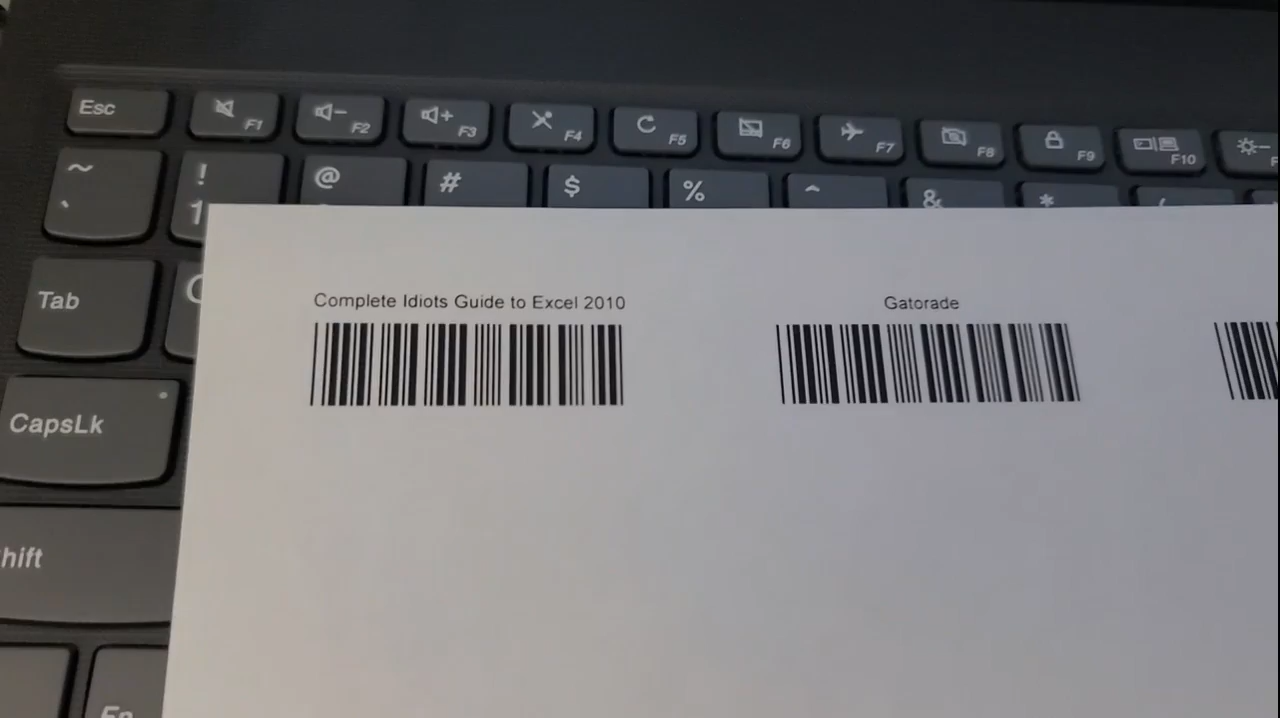 Esc F1 F2 F3 F4 F5 F6 F7 F8 F9 F10
~ ! @ # $ % ^ & * (
` 1
Tab
Complete Idiots Guide to Excel 2010 Gatorade
CapsLk
hift
Fn